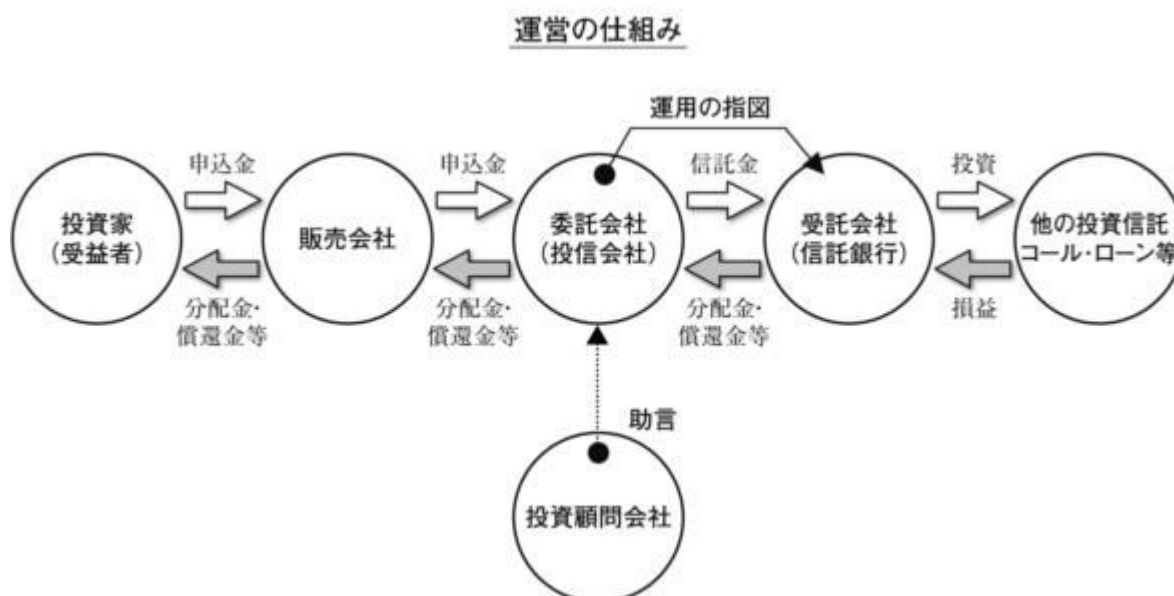 運営の仕組み
運用の指図
申込金
申込金
信託金
投資
投資家
(受益者)
販売会社
委託会社
(投信会社)
受託会社
(信託銀行)
他の投資信託
コール・ローン等
分配金・
償還金等
分配金・
償還金等
分配金・
償還金等
損益
助言
投資顧問会社